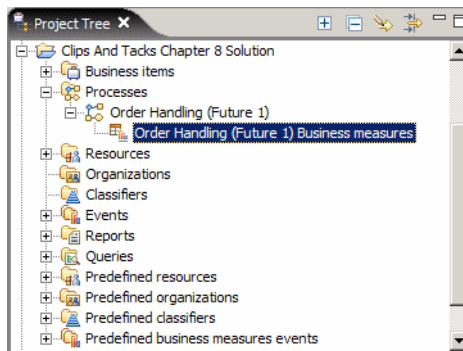 Project Tree
Clips And Tacks Chapter 8 Solution
Business items
Processes
Order Handling (Future 1)
Order Handling (Future 1) Business measures
Resources
Organizations
Classifiers
Events
Reports
Queries
Predefined resources
Predefined organizations
Predefined classifiers
Predefined business measures events